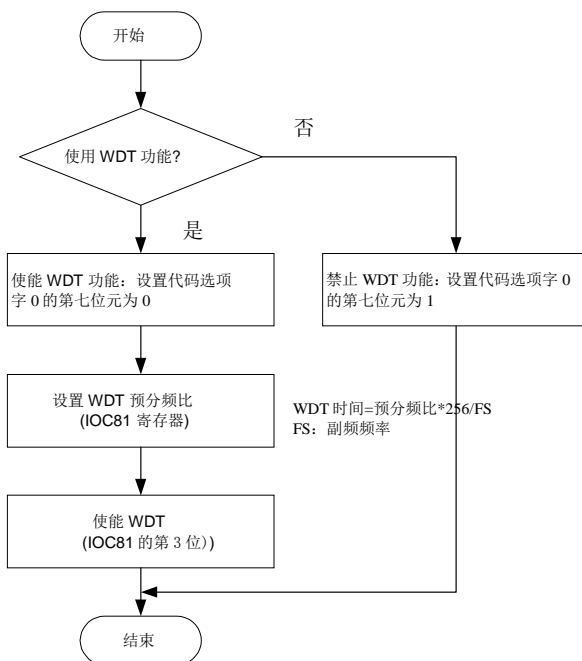 开始
使用 WDT 功能?
否
是
使能 WDT 功能：设置代码选项
字 0 的第七位元为 0
禁止 WDT 功能：设置代码选项字 0
的第七位元为 1
设置 WDT 预分频比
(IOC81 寄存器)
WDT 时间=预分频比*256/FS
FS：副频频率
使能 WDT
(IOC81 的第 3 位）)
结束